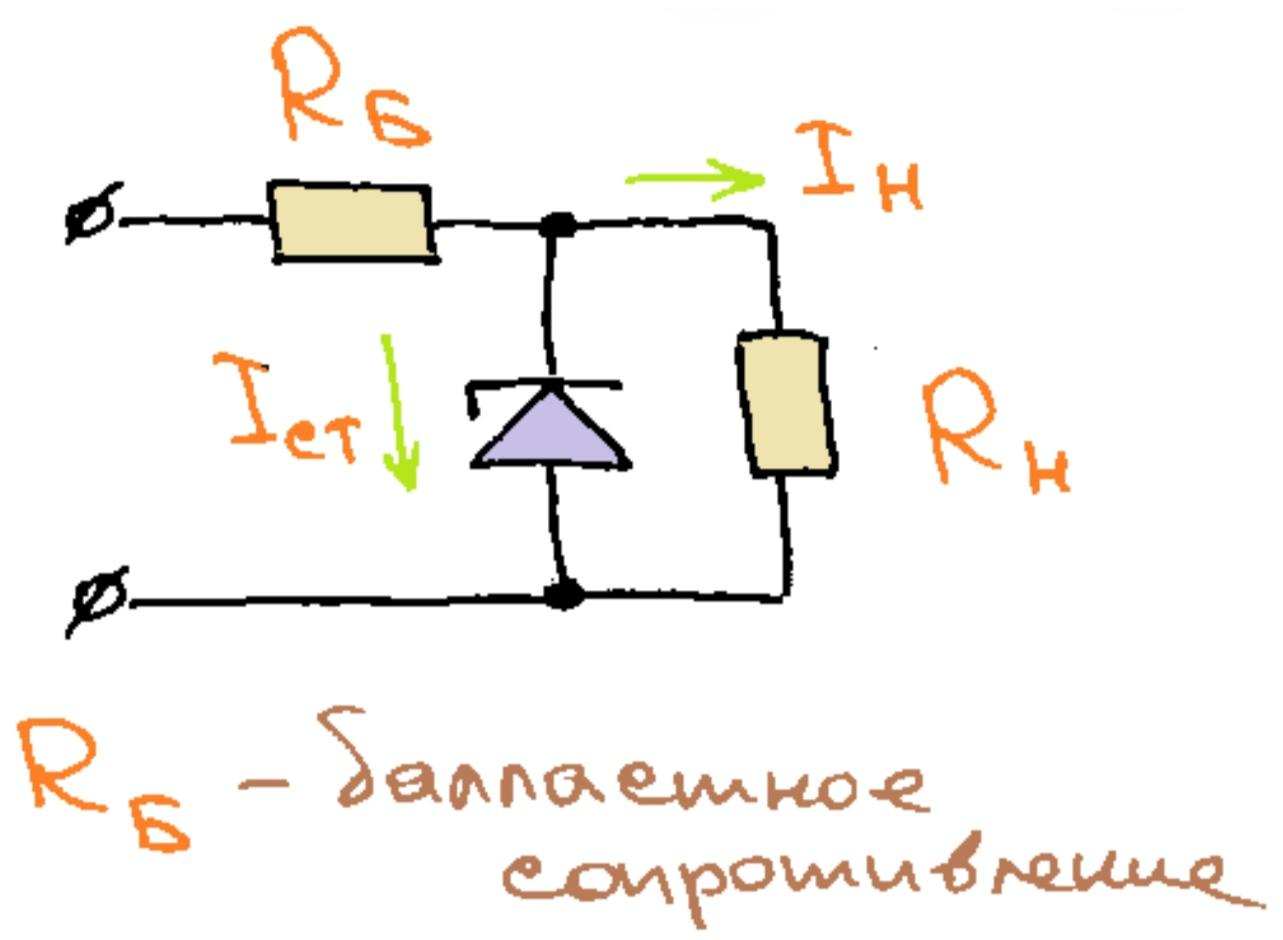 RБ
IН
Iст
RН
RБ - балластное
сопротивление